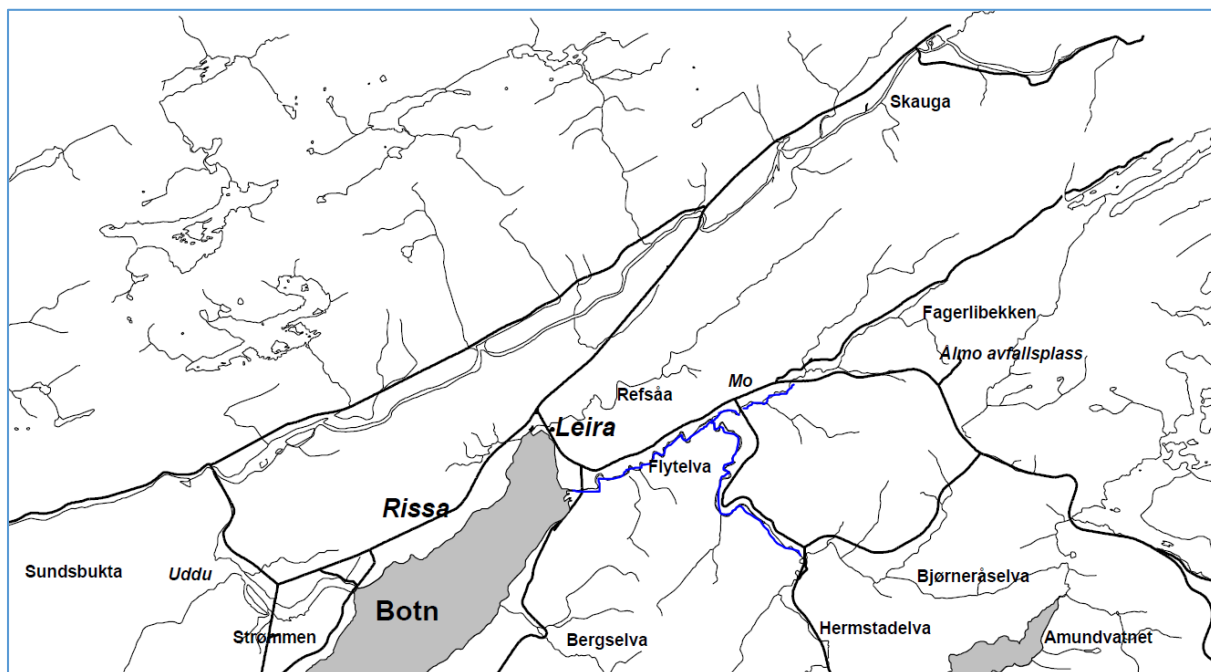 Skauga
Fagerlibekken
Ålmo avfallsplass
Mo
Refsåa
Leira
Flytelva
Rissa
Sundsbukta
Uddu
Bjørneråselva
Botn
Strømmen
Bergselva
Hermstadelva
Amundvatnet